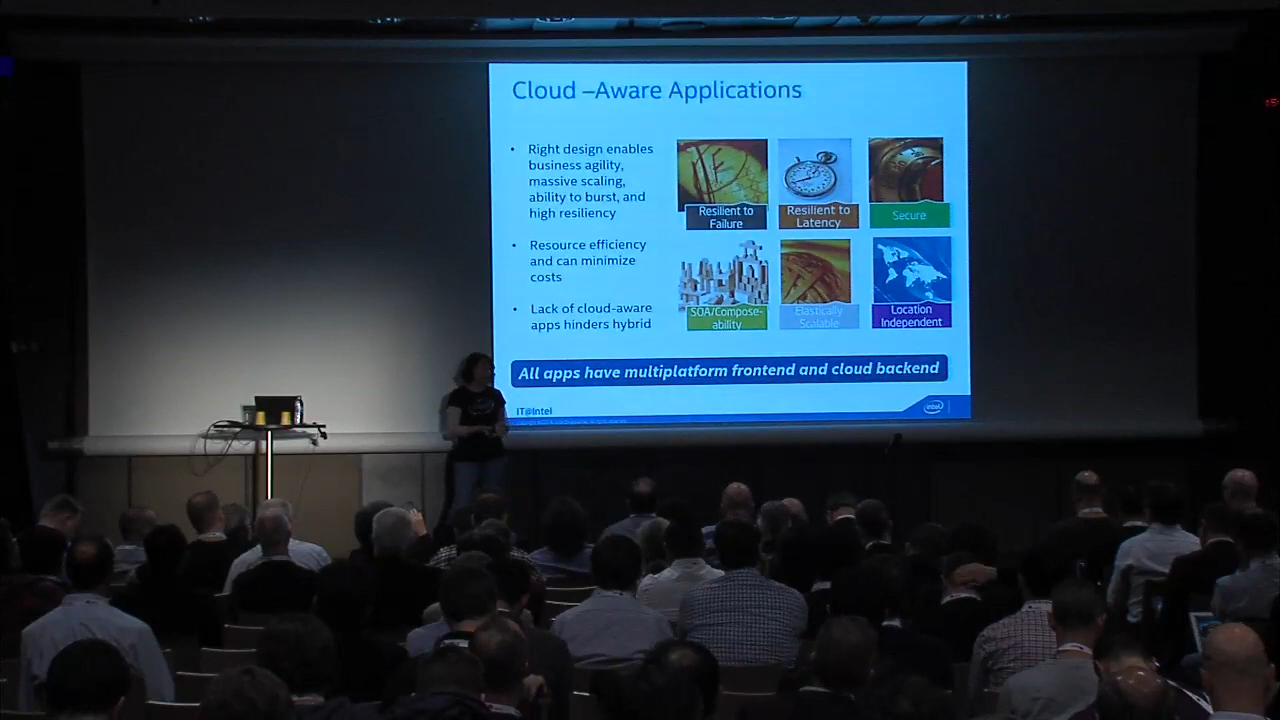 Cloud –Aware Applications
• Right design enables
business agility,
massive scaling,
ability to burst, and
high resiliency
• Resource efficiency
and can minimize
costs
• Lack of cloud-aware
apps hinders hybrid
Resilient to
Failure
Resilient to
Latency
Secure
SOA/Compose-
ability
Elastically
Scalable
Location
Independent
All apps have multiplatform frontend and cloud backend
IT@Intel
intel